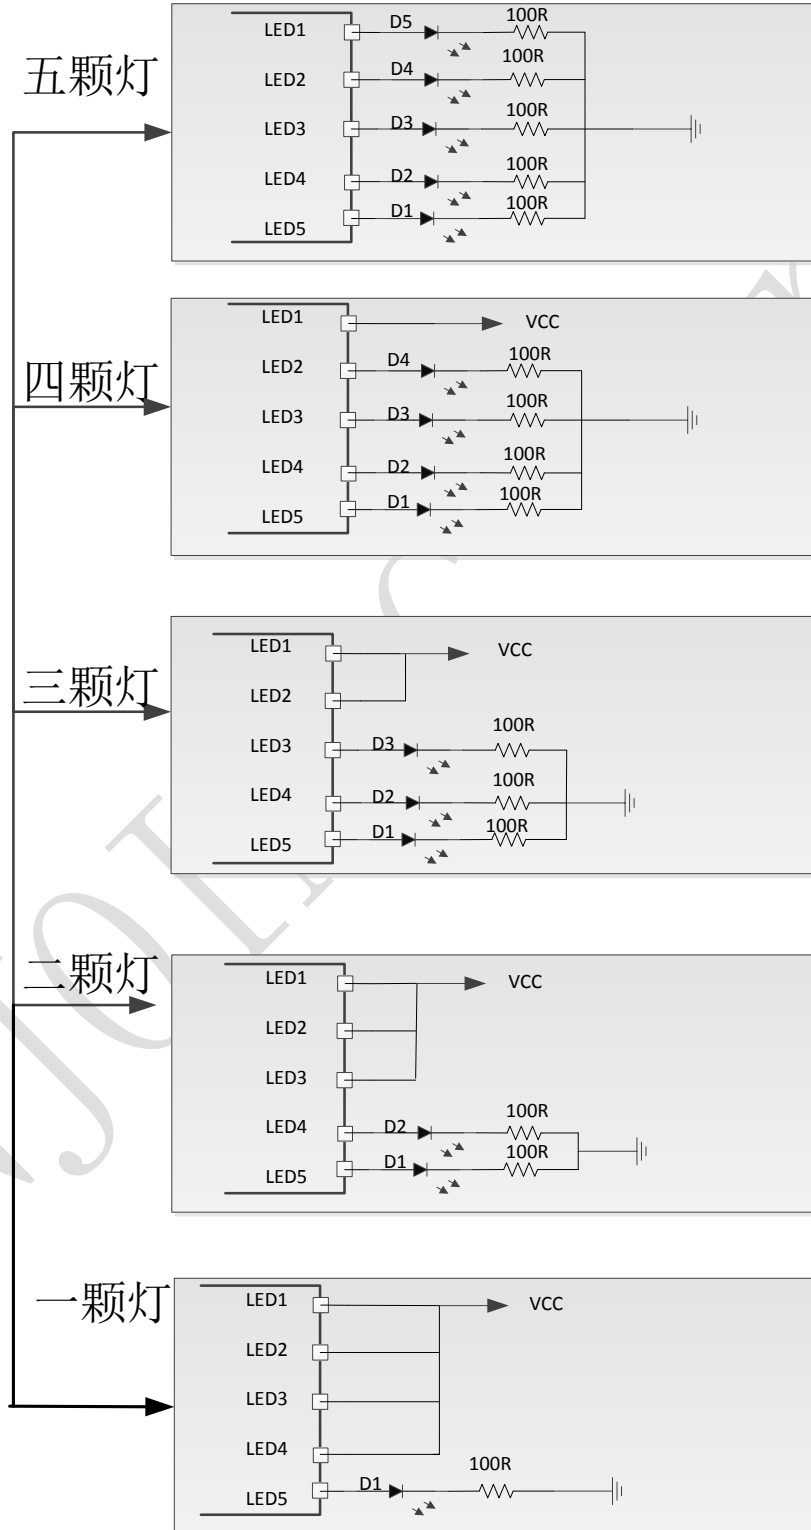 五颗灯
LED1 D5 100R
LED2 D4 100R
LED3 D3 100R
LED4 D2 100R
LED5 D1 100R
四颗灯
LED1 VCC
LED2 D4 100R
LED3 D3 100R
LED4 D2 100R
LED5 D1 100R
三颗灯
LED1 VCC
LED2
LED3 D3 100R
LED4 D2 100R
LED5 D1 100R
二颗灯
LED1 VCC
LED2
LED3
LED4 D2 100R
LED5 D1 100R
一颗灯
LED1 VCC
LED2
LED3
LED4
LED5 D1 100R